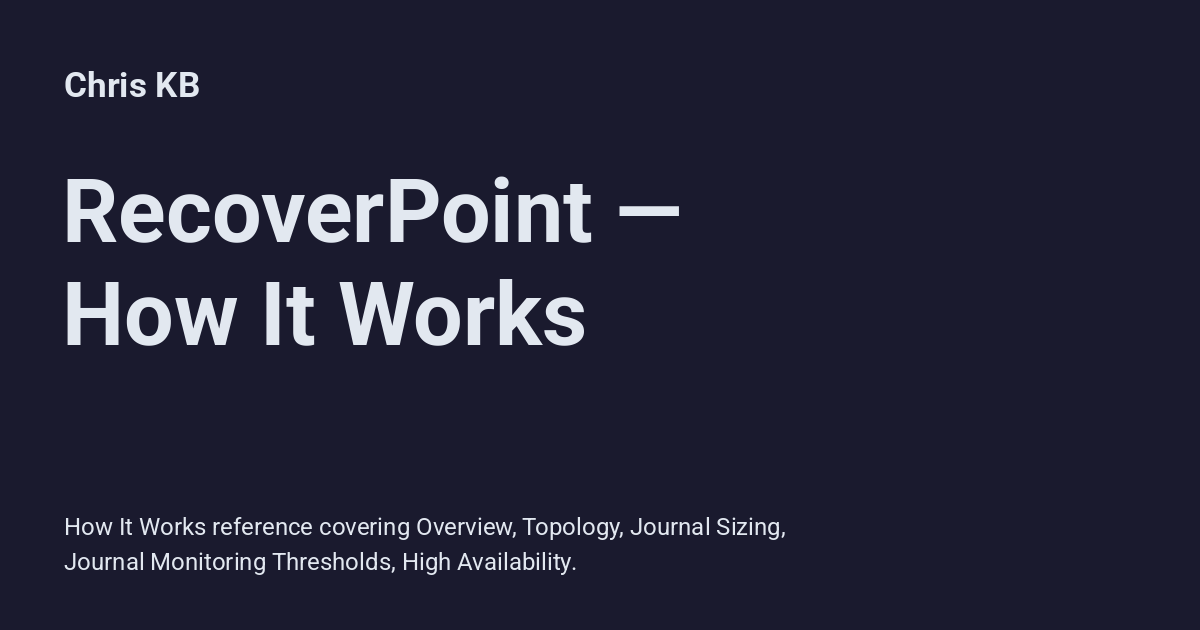 Chris KB
RecoverPoint —
How It Works
How It Works reference covering Overview, Topology, Journal Sizing,
Journal Monitoring Thresholds, High Availability.